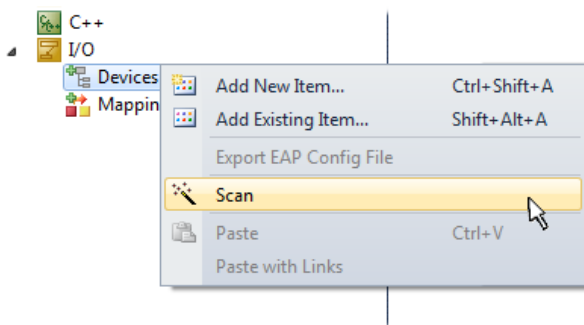 C++
I/O
Devices
Mappin
Add New Item... Ctrl+Shift+A
Add Existing Item... Shift+Alt+A
Export EAP Config File
Scan
Paste Ctrl+V
Paste with Links